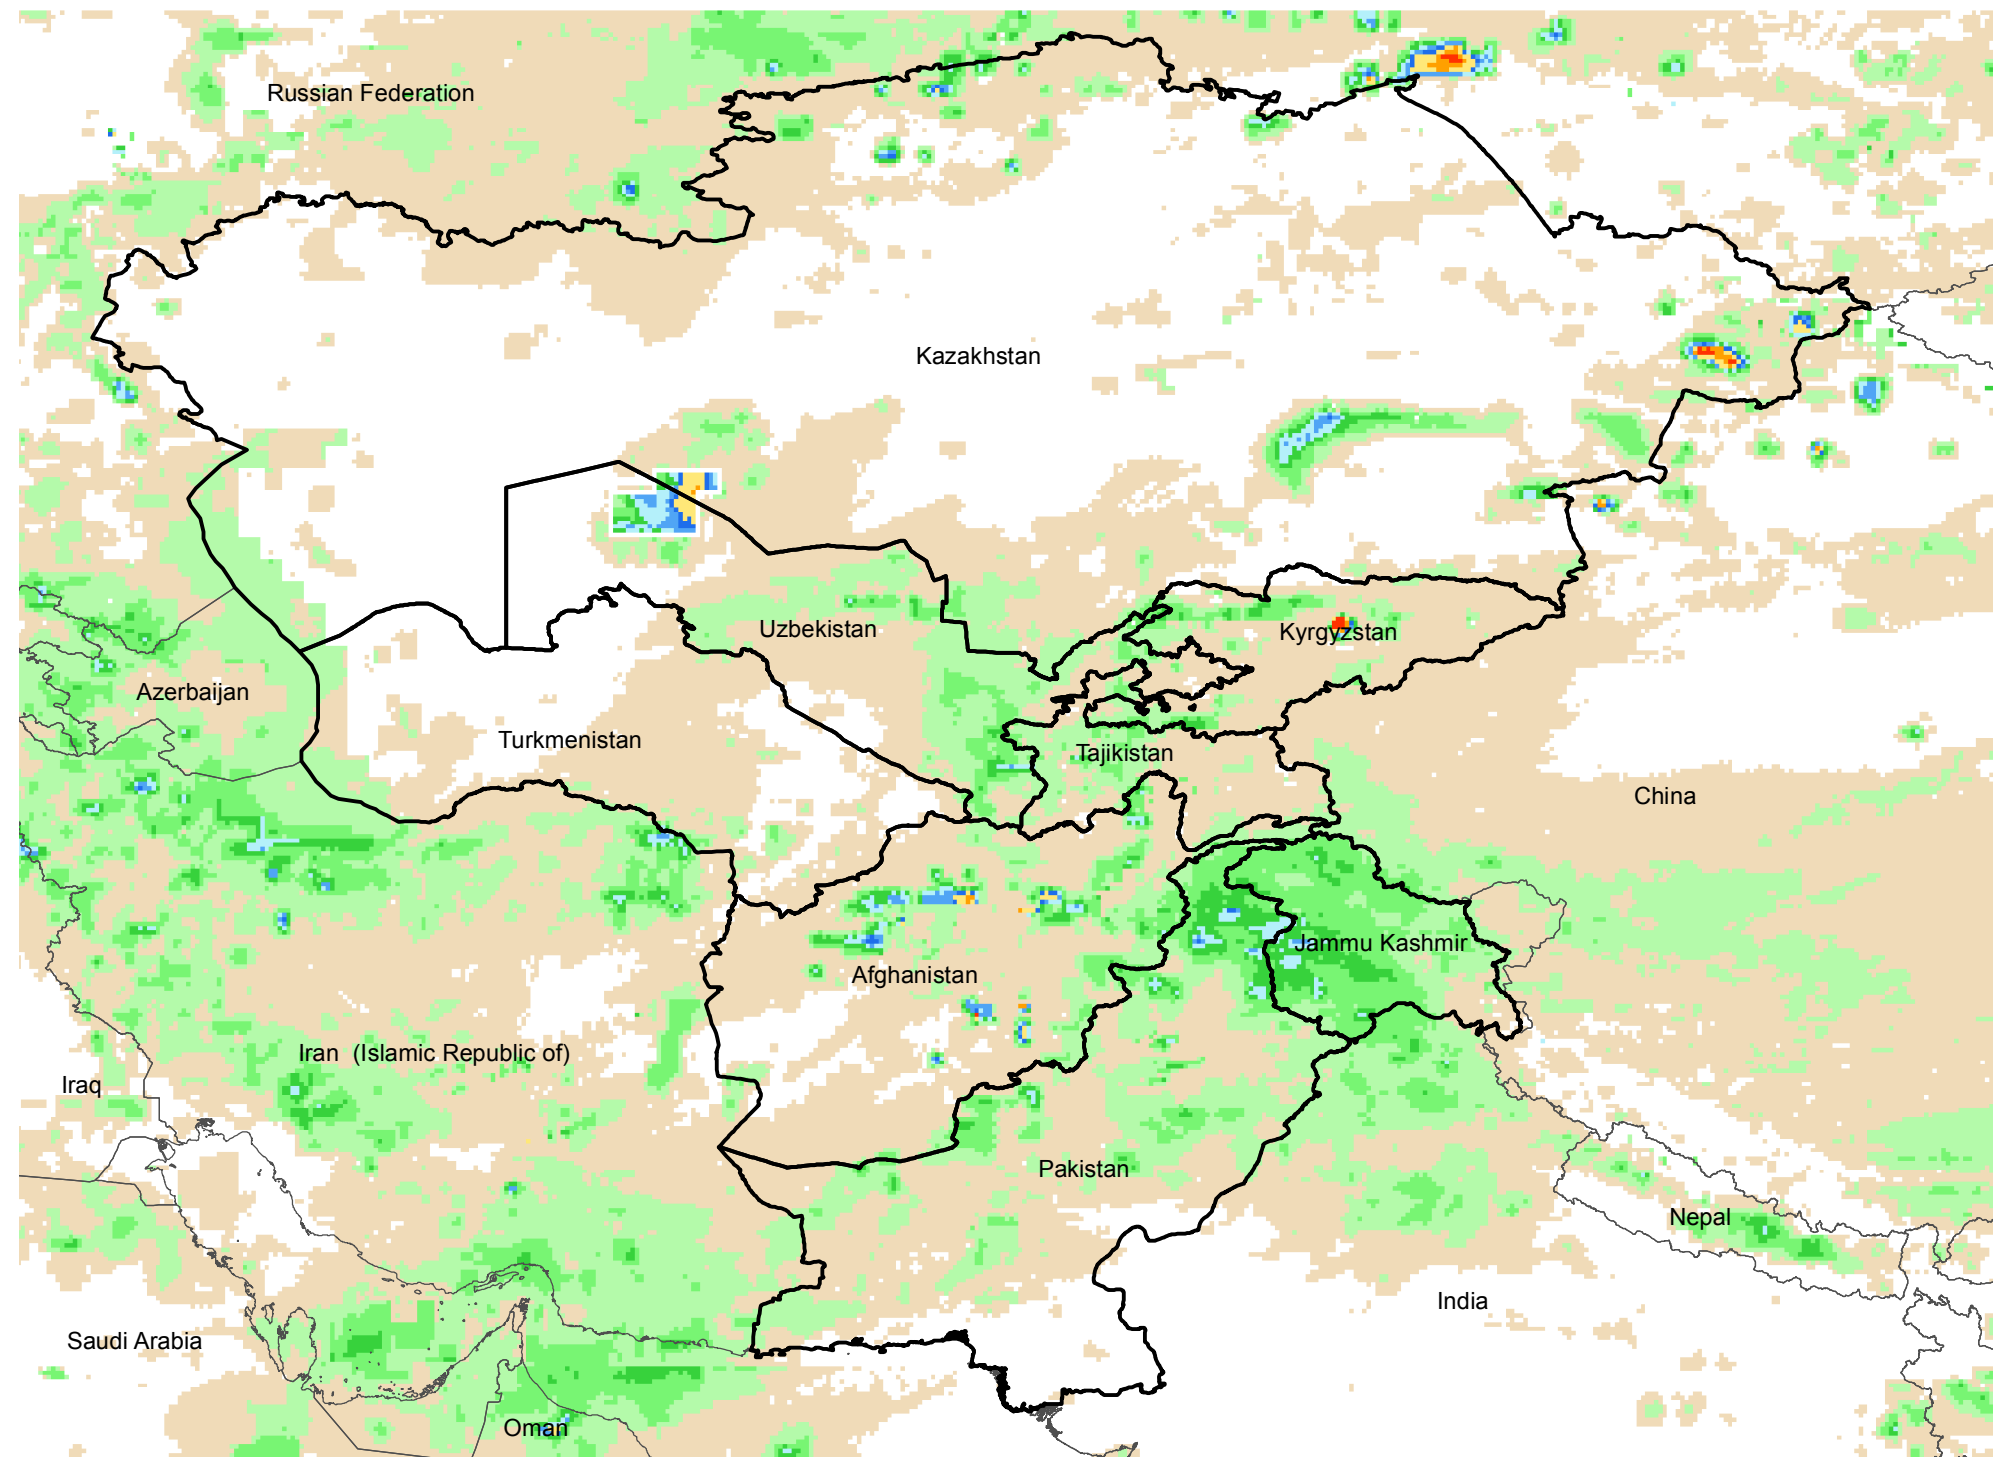 Russian Federation
Kazakhstan
Uzbekistan
Kyrgyzstan
Azerbaijan
Turkmenistan
Tajikistan
China
Jammu Kashmir
Afghanistan
Iran  (Islamic Republic of)
Iraq
Pakistan
Nepal
India
Saudi Arabia
Oman